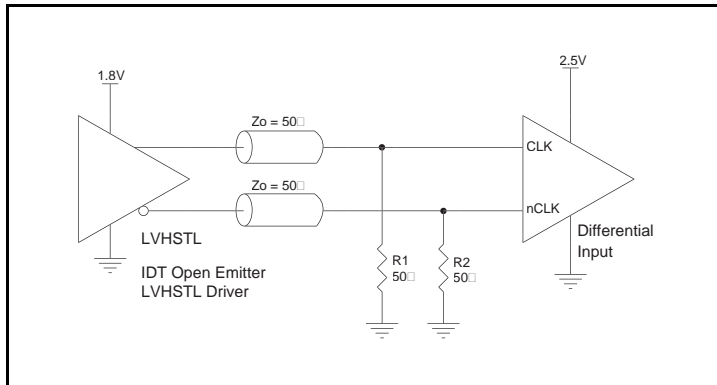 1.8V
2.5V
Zo = 50□
CLK
Zo = 50□
nCLK
LVHSTL
Differential
Input
IDT Open Emitter
LVHSTL Driver
R1
50□
R2
50□